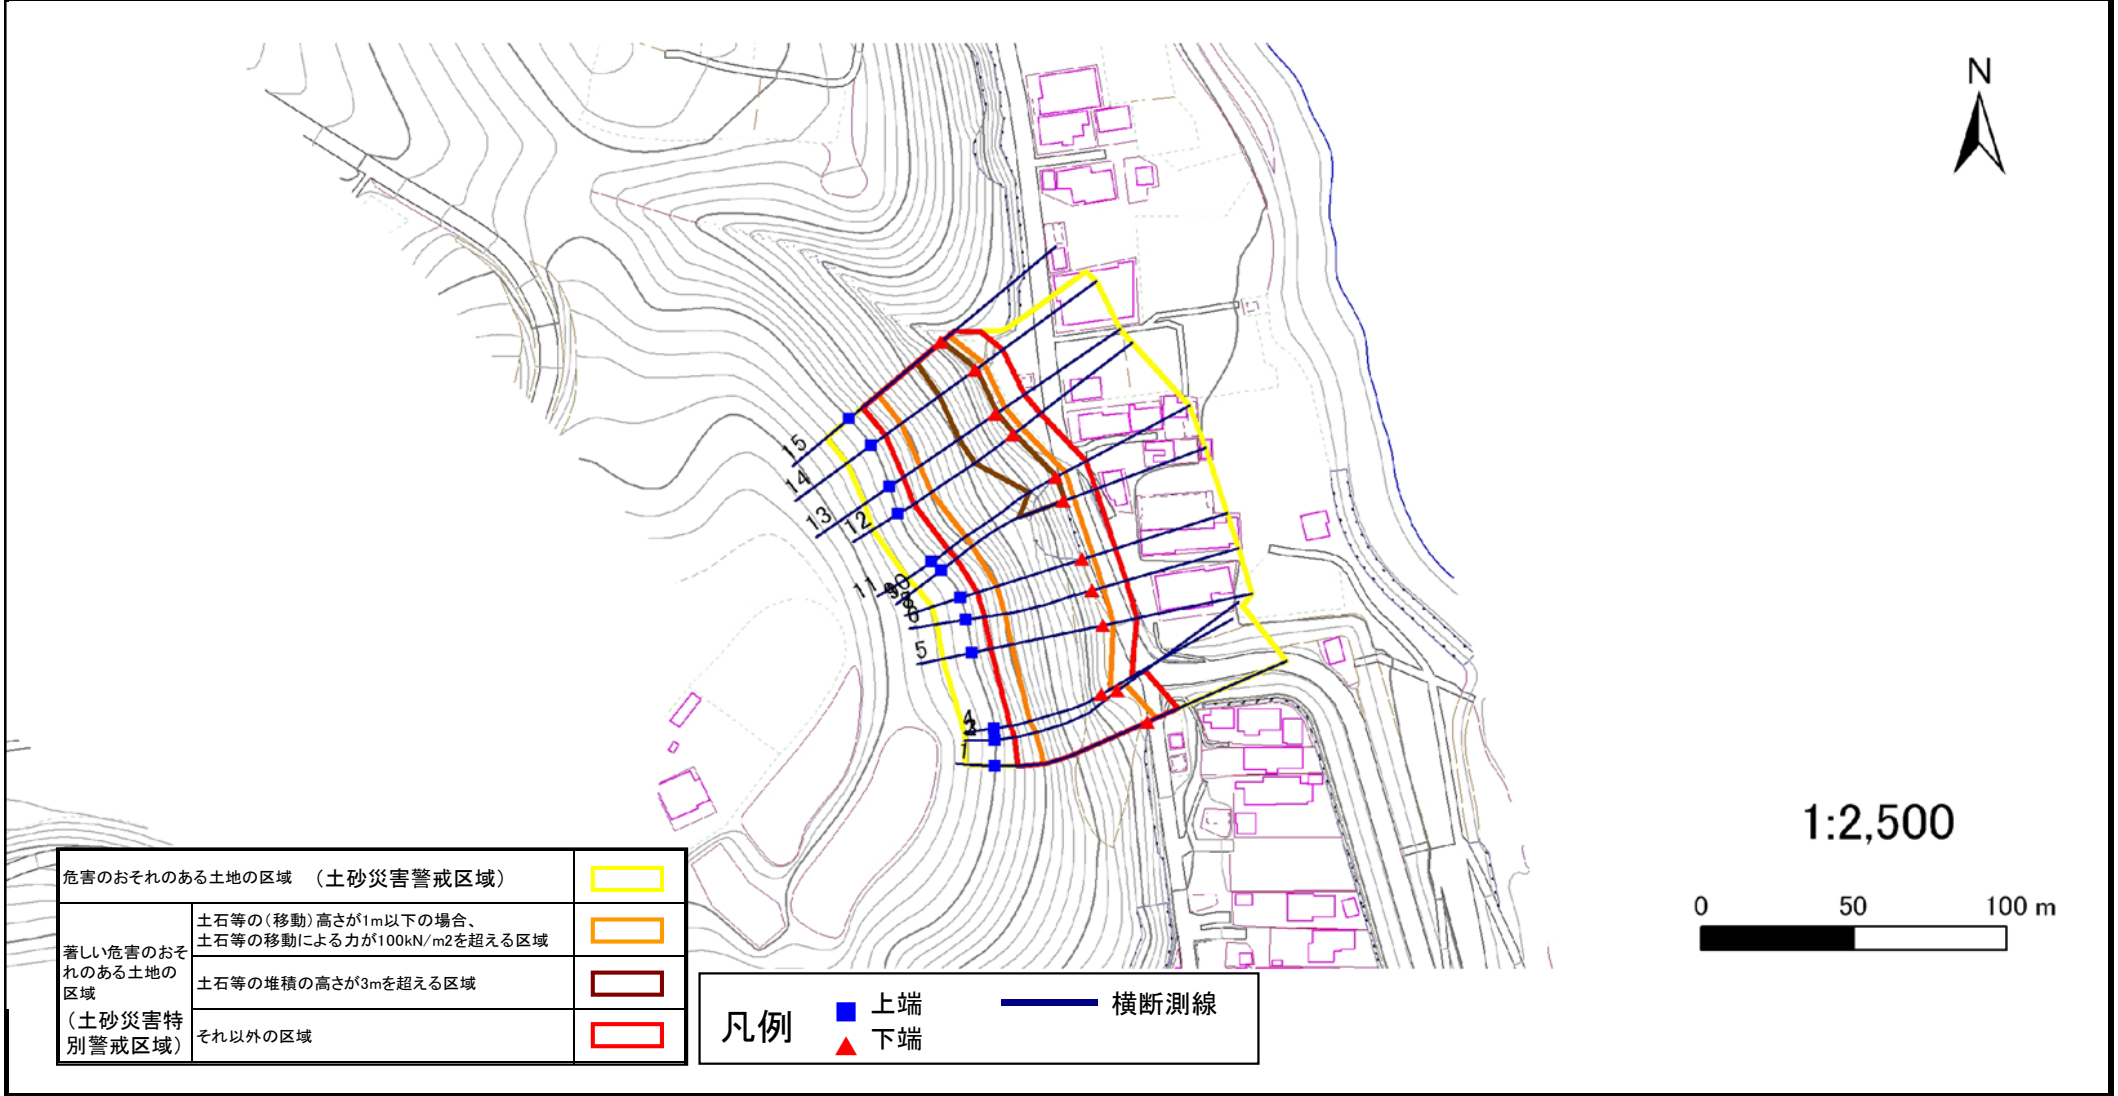 N
15
14
13
12
11
5
4
1
1:2,500
0 50 100 m
危害のおそれのある土地の区域 (土砂災害警戒区域)
著しい危害のおそ
れのある土地の
区域
(土砂災害特
別警戒区域)
土石等の(移動)高さが1m以下の場合、
土石等の移動による力が100kN/m2を超える区域
土石等の堆積の高さが3mを超える区域
それ以外の区域
凡例
上端
下端
横断測線